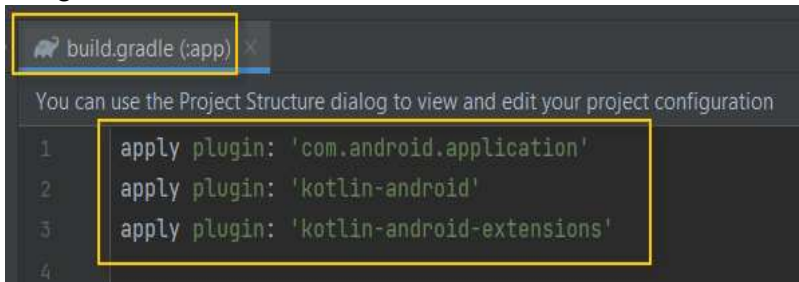 build.gradle (:app)
You can use the Project Structure dialog to view and edit your project configuration
1 apply plugin: 'com.android.application'
2 apply plugin: 'kotlin-android'
3 apply plugin: 'kotlin-android-extensions'
4